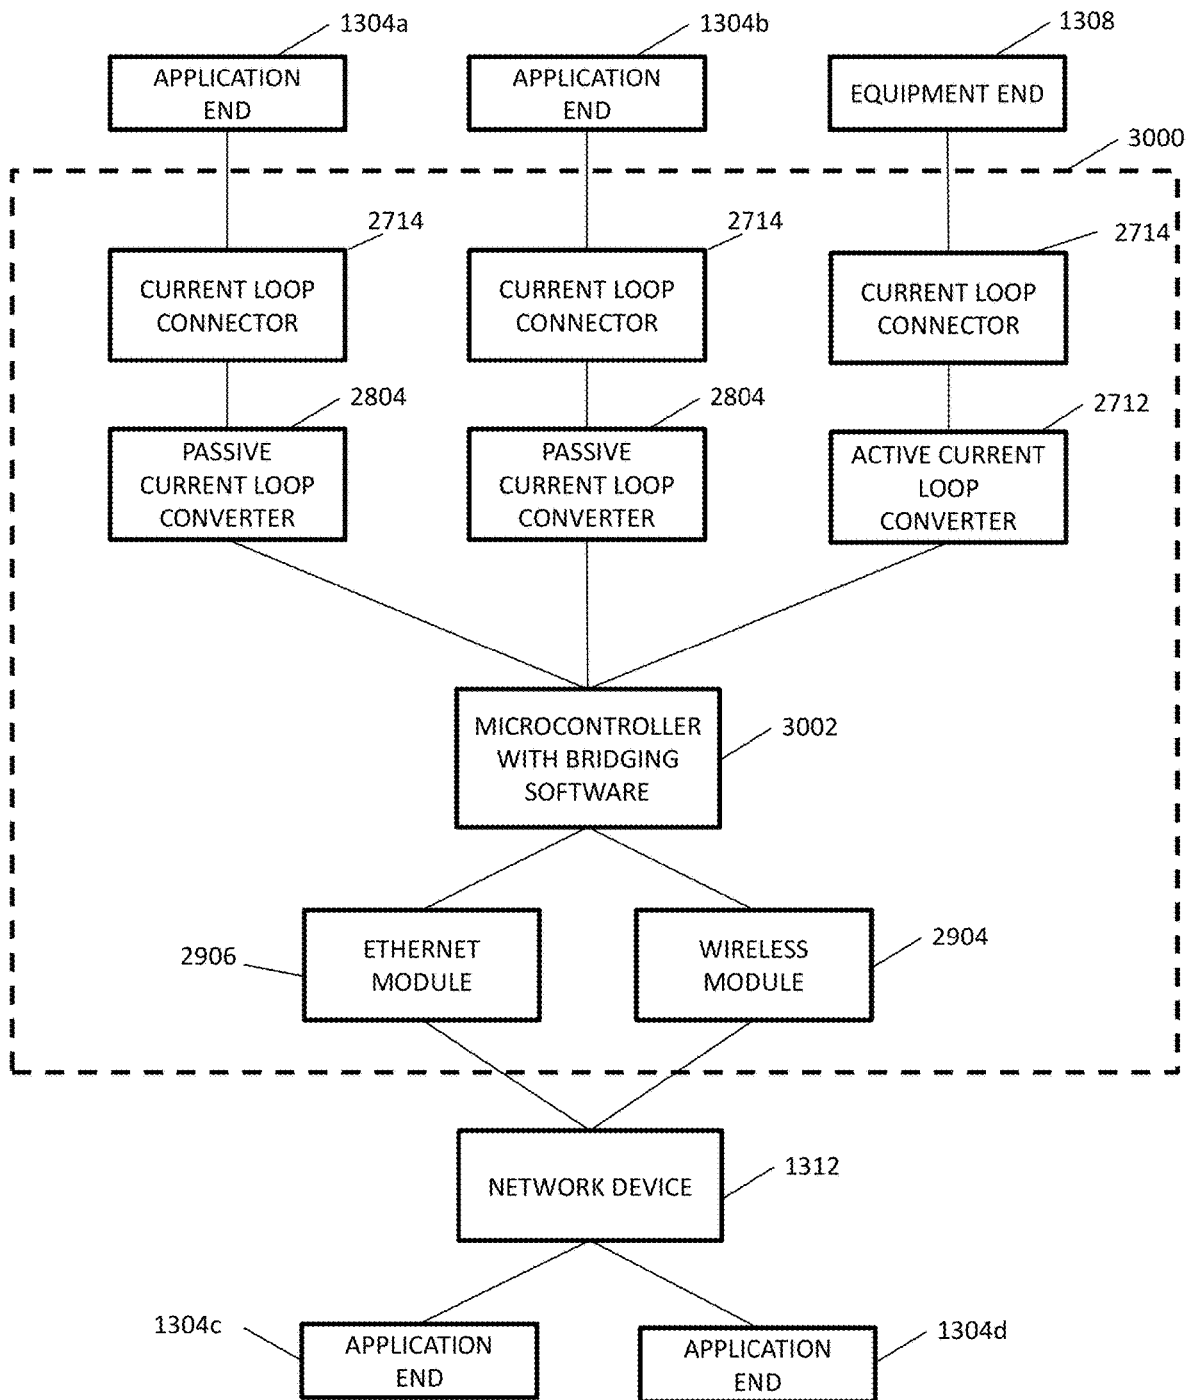 1304a
1304b
1308
APPLICATION
END
APPLICATION
END
EQUIPMENT END
3000
2714
2714
2714
CURRENT LOOP
CONNECTOR
CURRENT LOOP
CONNECTOR
CURRENT LOOP
CONNECTOR
2804
2804
2712
PASSIVE
CURRENT LOOP
CONVERTER
PASSIVE
CURRENT LOOP
CONVERTER
ACTIVE CURRENT
LOOP
CONVERTER
MICROCONTROLLER
WITH BRIDGING
SOFTWARE
3002
2906
ETHERNET
MODULE
WIRELESS
MODULE
2904
NETWORK DEVICE
1312
1304c
APPLICATION
END
APPLICATION
END
1304d